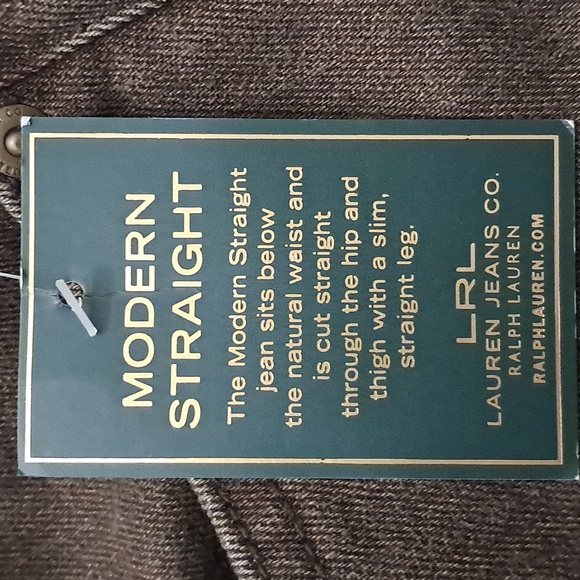 MODERN
STRAIGHT
The Modern Straight
jean sits below
the natural waist and
is cut straight
through the hip and
thigh with a slim,
straight leg.
LRL
LAUREN JEANS CO.
RALPH LAUREN
RALPHLAUREN.COM